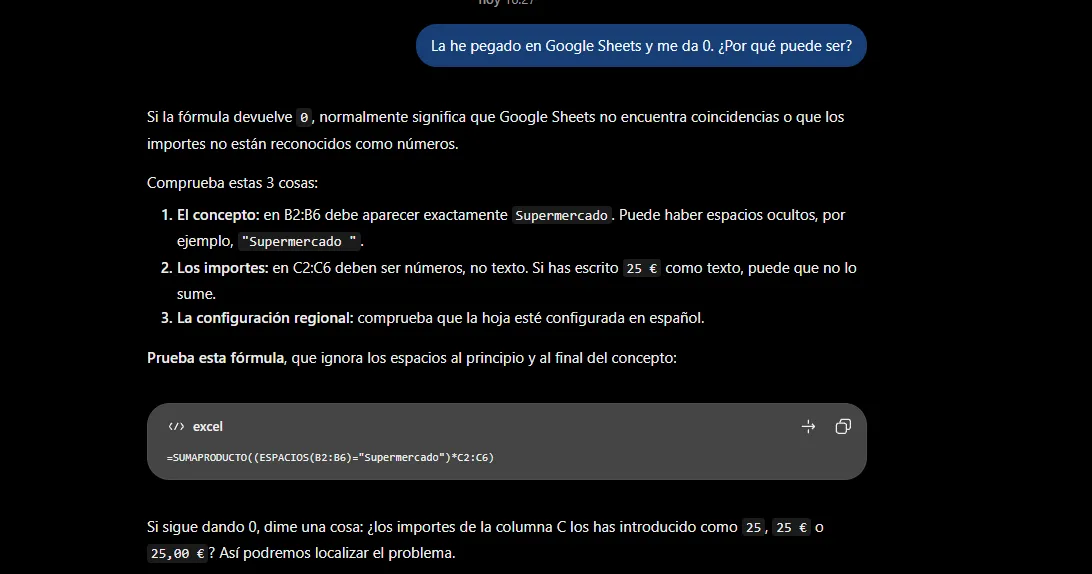 hoy 16:27
La he pegado en Google Sheets y me da 0. ¿Por qué puede ser?
Si la fórmula devuelve 0, normalmente significa que Google Sheets no encuentra coincidencias o que los
importes no están reconocidos como números.
Comprueba estas 3 cosas:
1. El concepto: en B2:B6 debe aparecer exactamente Supermercado. Puede haber espacios ocultos, por
ejemplo, "Supermercado ".
2. Los importes: en C2:C6 deben ser números, no texto. Si has escrito 25 € como texto, puede que no lo
sume.
3. La configuración regional: comprueba que la hoja esté configurada en español.
Prueba esta fórmula, que ignora los espacios al principio y al final del concepto:
</> excel
=SUMAPRODUCTO((ESPACIOS(B2:B6)="Supermercado")*C2:C6)
Si sigue dando 0, dime una cosa: ¿los importes de la columna C los has introducido como 25, 25 € o
25,00 €? Así podremos localizar el problema.